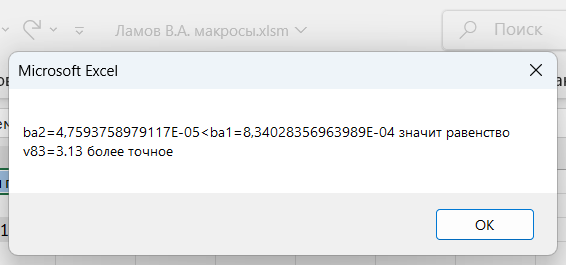 Ламов В.А. макросы.xlsm
Поиск
Microsoft Excel
ba2=4,7593758979117E-05<ba1=8,34028356963989E-04 значит равенство
v83=3.13 более точное
ОК